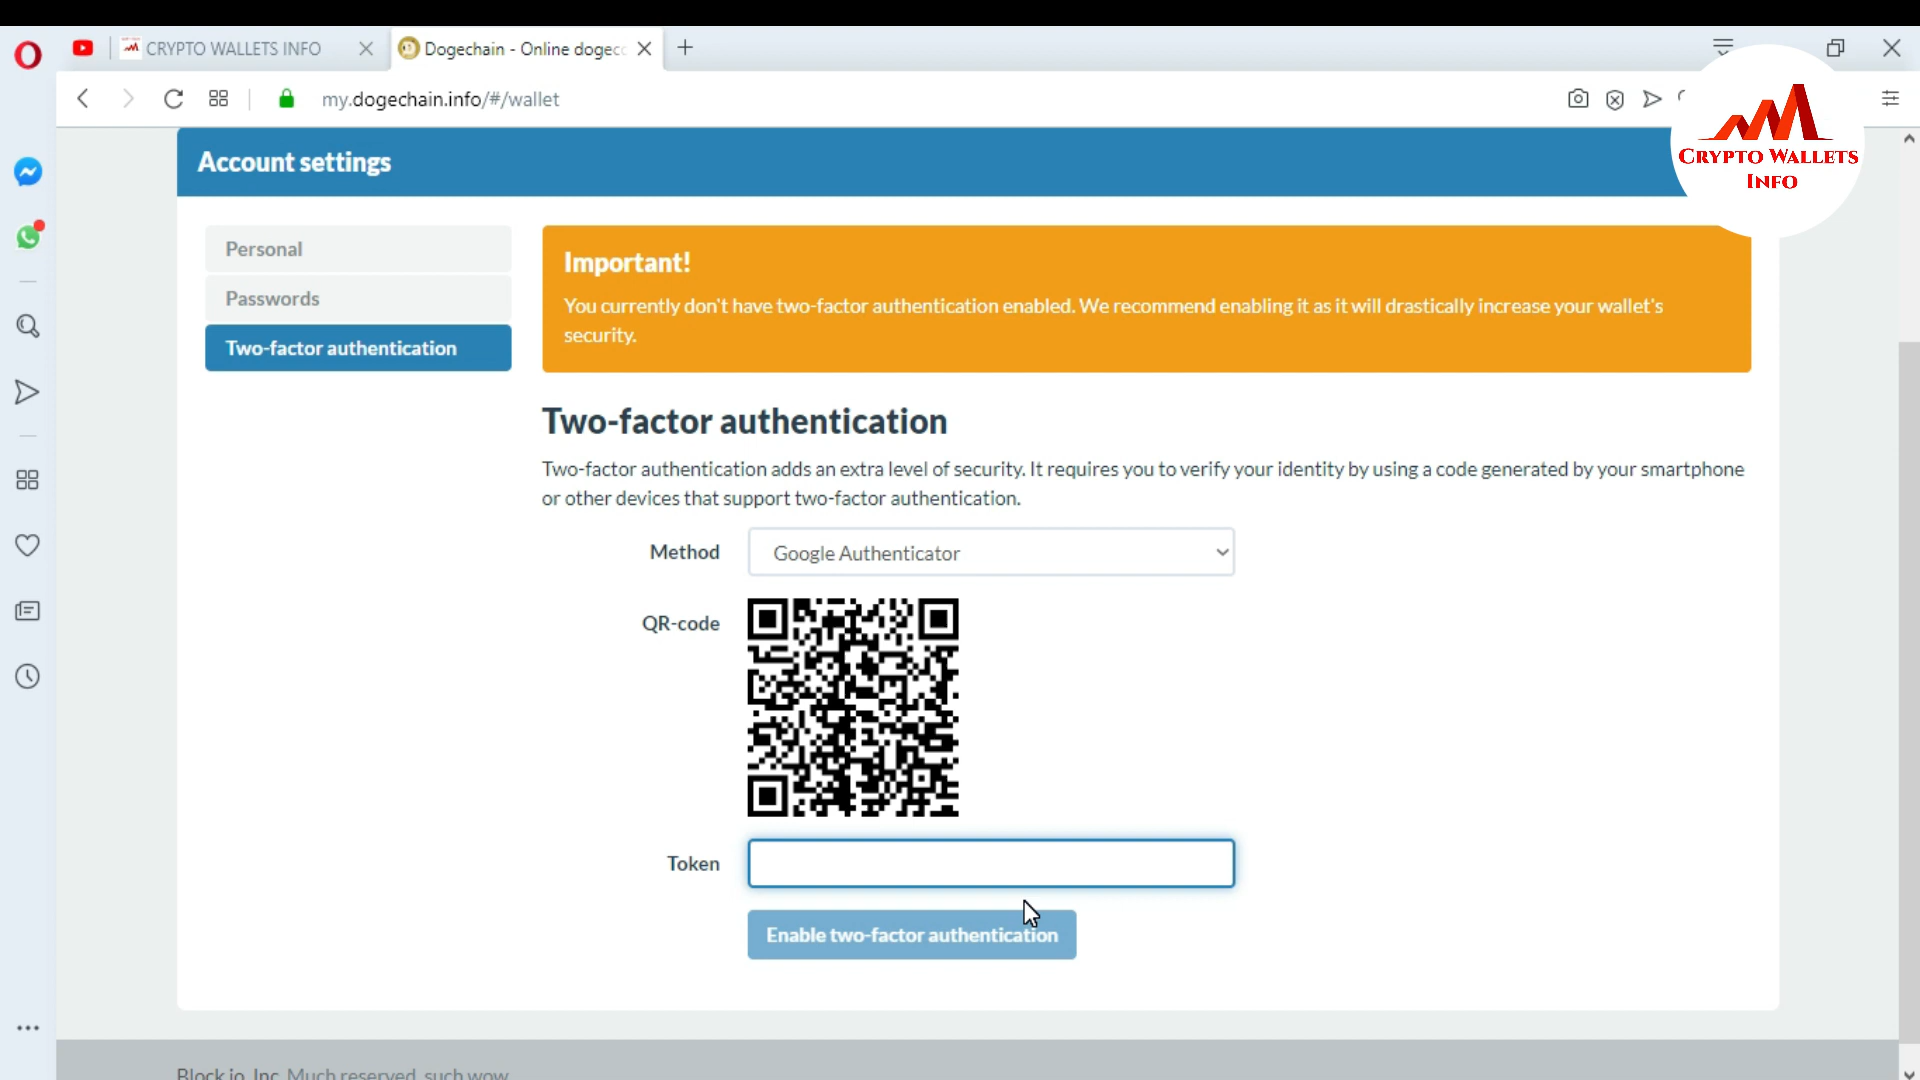 CRYPTO WALLETS INFO
Dogechain - Online dogec
my.dogechain.info/#/wallet
CRYPTO WALLETS
INFO
Account settings
Personal
Passwords
Two-factor authentication
Important!
You currently don't have two-factor authentication enabled. We recommend enabling it as it will drastically increase your wallet's
security.
Two-factor authentication
Two-factor authentication adds an extra level of security. It requires you to verify your identity by using a code generated by your smartphone
or other devices that support two-factor authentication.
Method Google Authenticator
QR-code
Token
Enable two-factor authentication
Block.io, Inc. Much reserved, such wow.